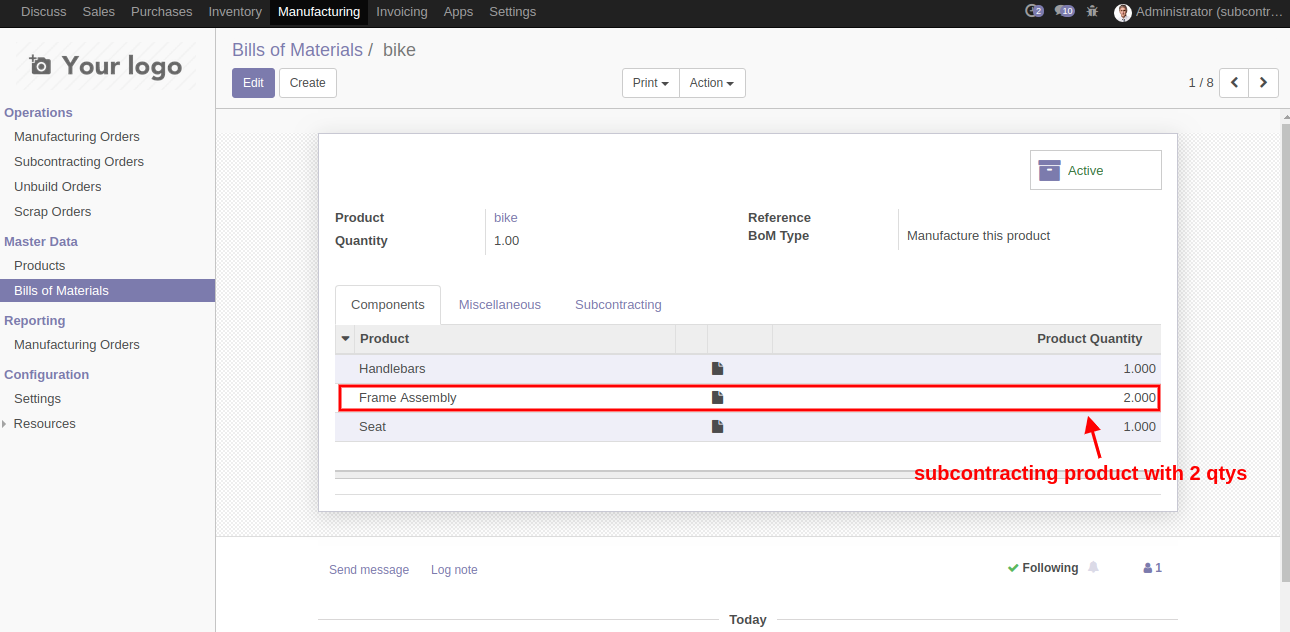 Discuss Sales Purchases Inventory Manufacturing Invoicing Apps Settings 2 10 Administrator (subcontr...
Your logo
Bills of Materials / bike
Edit Create Print Action 1 / 8
Operations
Manufacturing Orders
Subcontracting Orders
Unbuild Orders
Scrap Orders
Master Data
Products
Bills of Materials
Reporting
Manufacturing Orders
Configuration
Settings
Resources
Active
Product bike Reference
Quantity 1.00 BoM Type Manufacture this product
Components Miscellaneous Subcontracting
Product Product Quantity
Handlebars 1.000
Frame Assembly 2.000
Seat 1.000
subcontracting product with 2 qtys
Send message Log note Following 1
Today